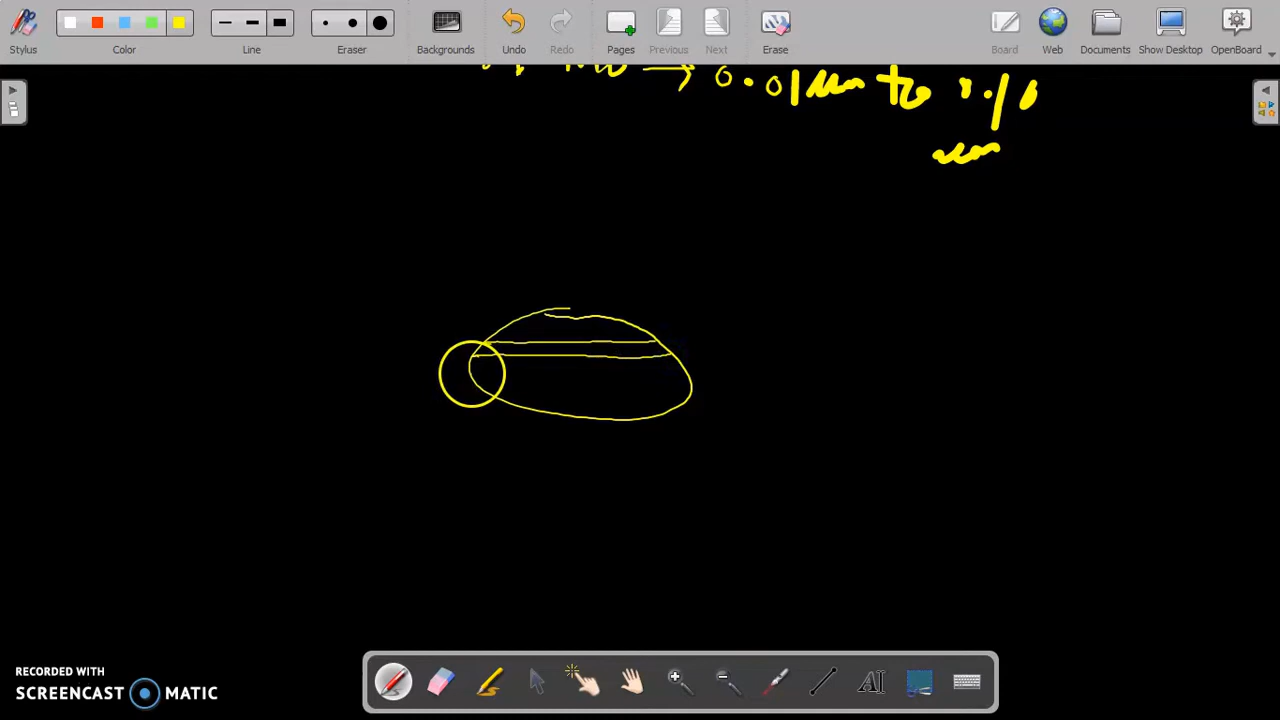 Stylus
Color
Line
Eraser
Backgrounds
Undo
Redo
Pages
Previous
Next
Erase
Board
Web
Documents
Show Desktop
OpenBoard
→ 0.01 to
RECORDED WITH
SCREENCAST MATIC